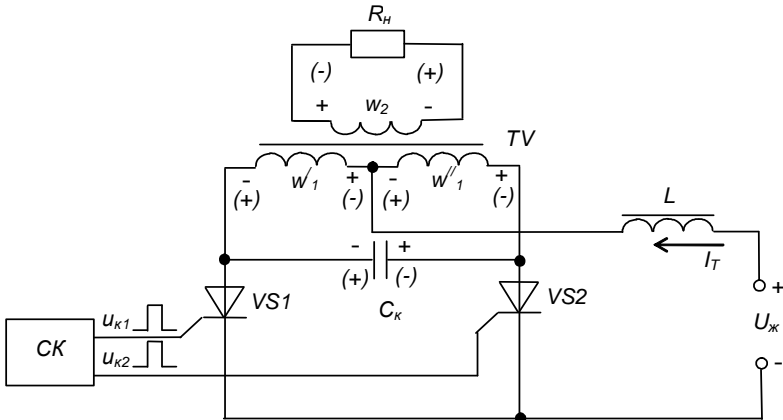 Rн
(-) (+)
+ w2 -
TV
- + - +
(+) w′1 (-) (+) w″1 (-)
L
IT
- +
(+) (-)
Cк
VS1
VS2
+
Uж
-
СК
uк1
uк2